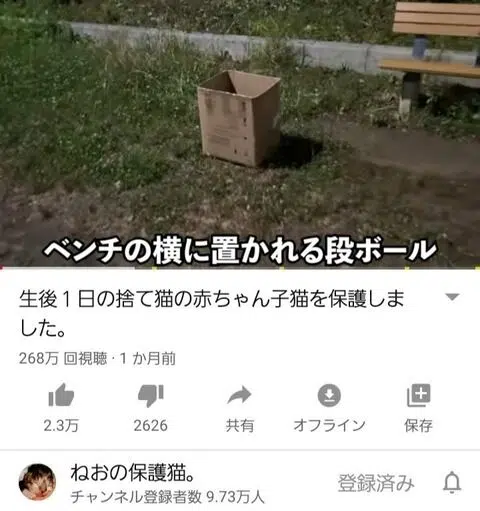 ベンチの横に置かれる段ボール
生後1日の捨て猫の赤ちゃん子猫を保護しま
した。
268万 回視聴・1 か月前
2.3万 2626 共有 オフライン 保存
ねおの保護猫。
登録済み
チャンネル登録者数 9.73万人